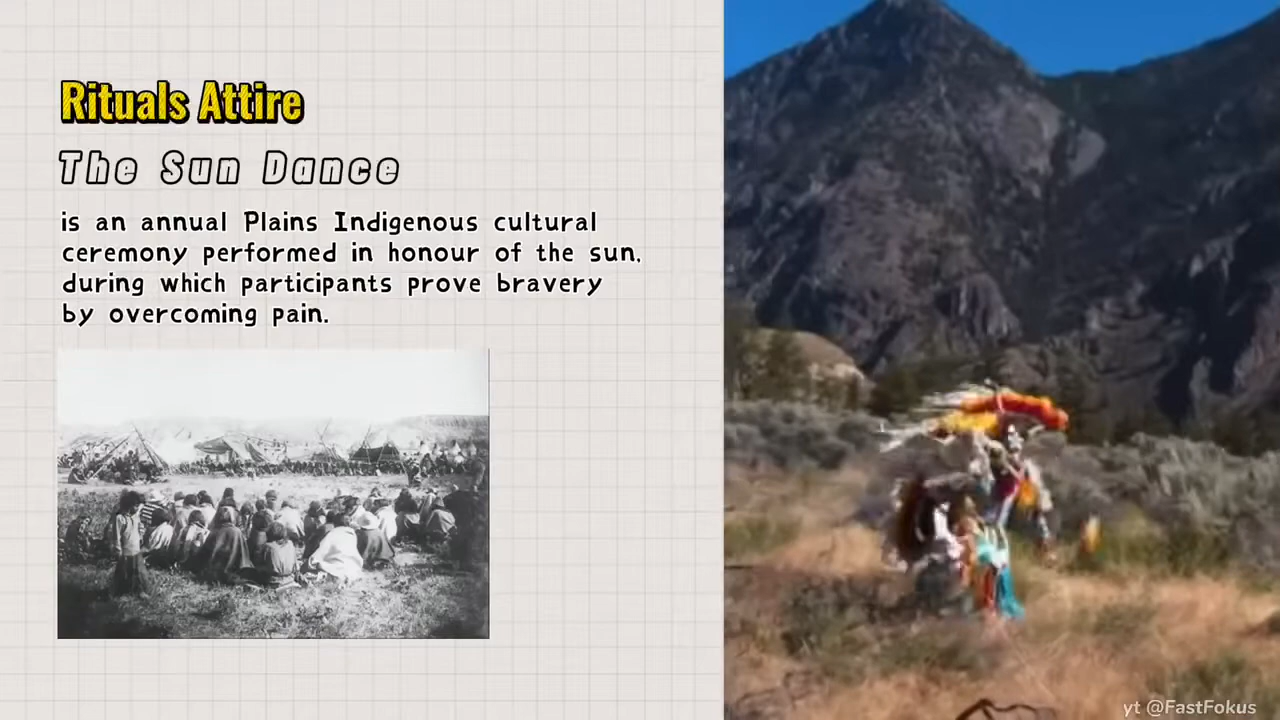 Rituals Attire
The Sun Dance
is an annual Plains Indigenous cultural
ceremony performed in honour of the sun,
during which participants prove bravery
by overcoming pain.
yt @FastFokus